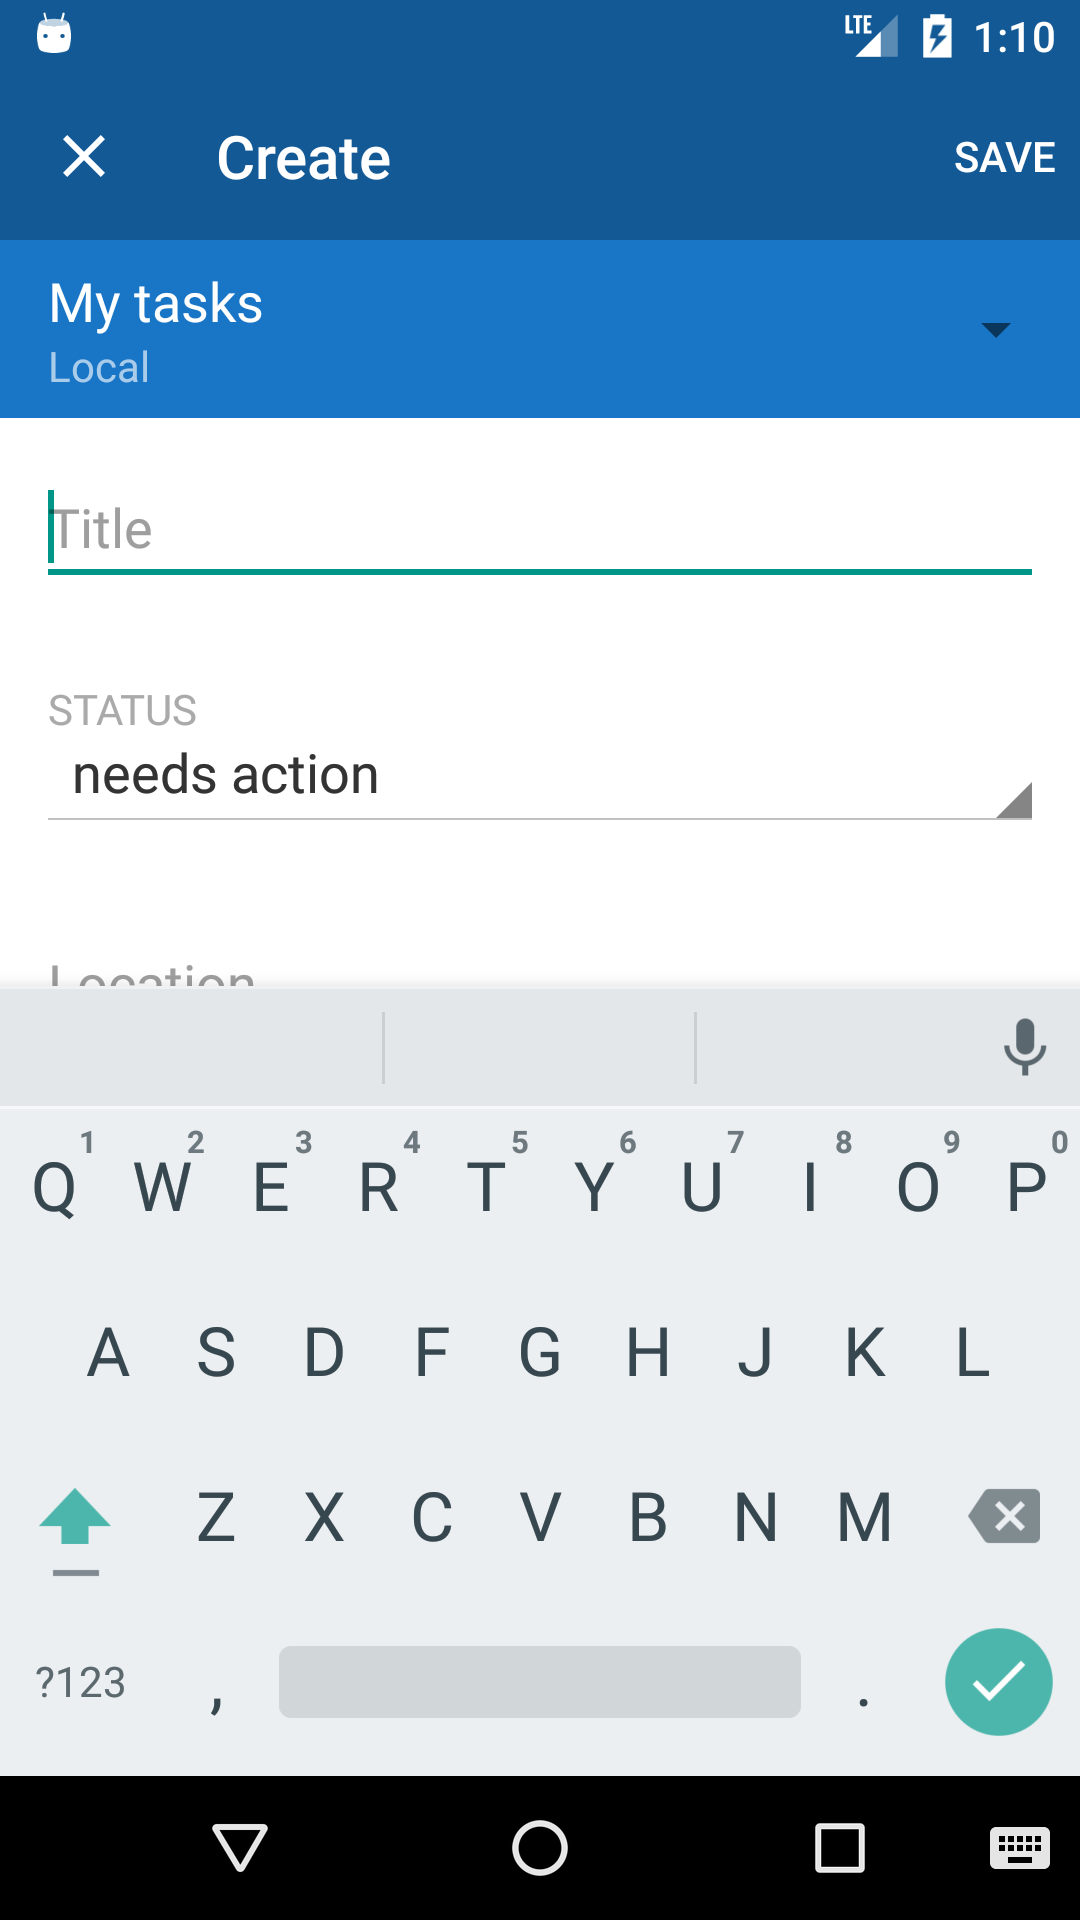 LTE 1:10
Create SAVE
My tasks
Local
Title
STATUS
needs action
Location
1 2 3 4 5 6 7 8 9 0
Q W E R T Y U I O P
A S D F G H J K L
Z X C V B N M
?123 , .